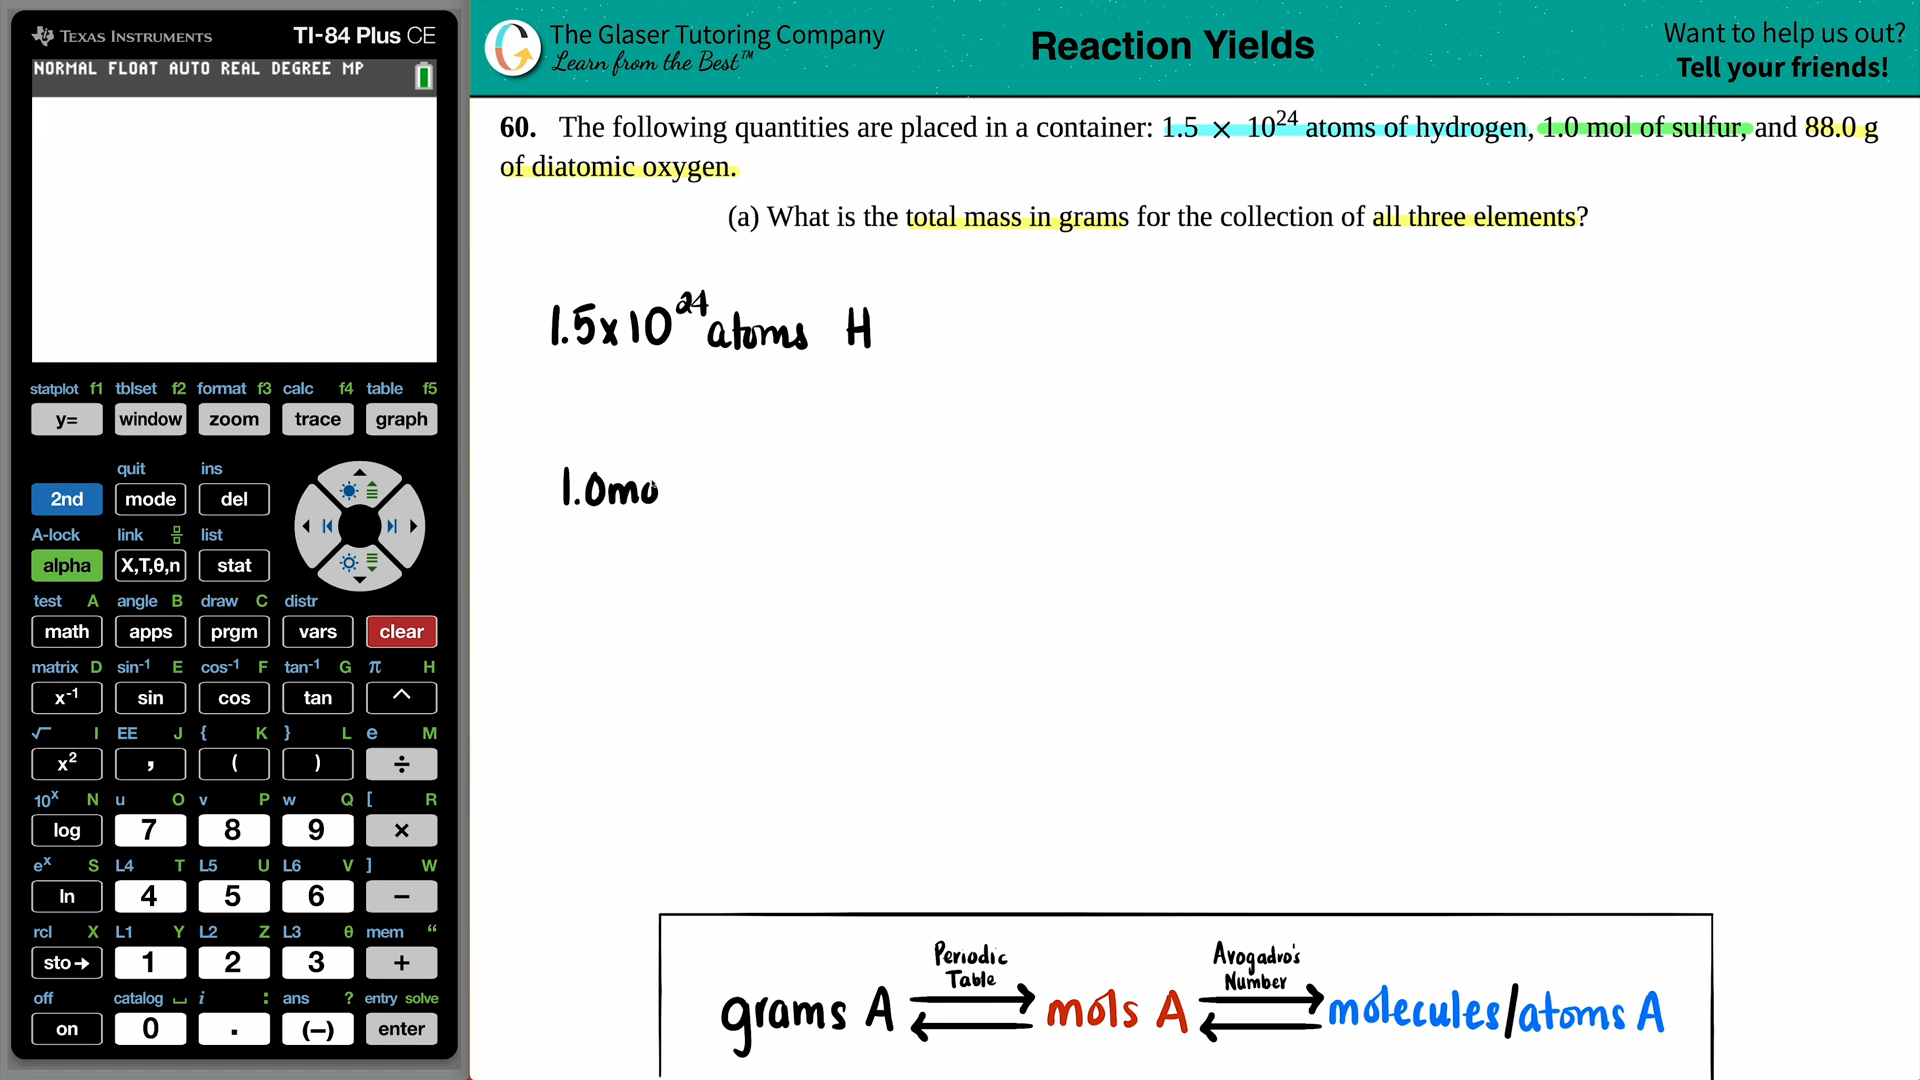 TEXAS INSTRUMENTS TI-84 Plus CE
NORMAL FLOAT AUTO REAL DEGREE MP
statplot f1 tblset f2 format f3 calc f4 table f5
y= window zoom trace graph
quit ins
2nd mode del
A-lock link list
alpha X,T,θ,n stat
test A angle B draw C distr
math apps prgm vars clear
matrix D sin-1 E cos-1 F tan-1 G π H
x-1 sin cos tan ^
√ I EE J { K } L e M
x² , ( ) ÷
10ˣ N u O v P w Q [ R
log 7 8 9 ×
eˣ S L4 T L5 U L6 V ] W
ln 4 5 6 −
rcl X L1 Y L2 Z L3 θ mem “
sto→ 1 2 3 +
off catalog ⎵ i : ans ? entry solve
on 0 . (−) enter
The Glaser Tutoring Company
Learn from the Best™
Reaction Yields
Want to help us out?
Tell your friends!
60. The following quantities are placed in a container: 1.5 × 10²⁴ atoms of hydrogen, 1.0 mol of sulfur, and 88.0 g
of diatomic oxygen.
(a) What is the total mass in grams for the collection of all three elements?
1.5x10²⁴ atoms H
1.0mo
Periodic
Table
Avogadro's
Number
grams A mols A molecules/atoms A